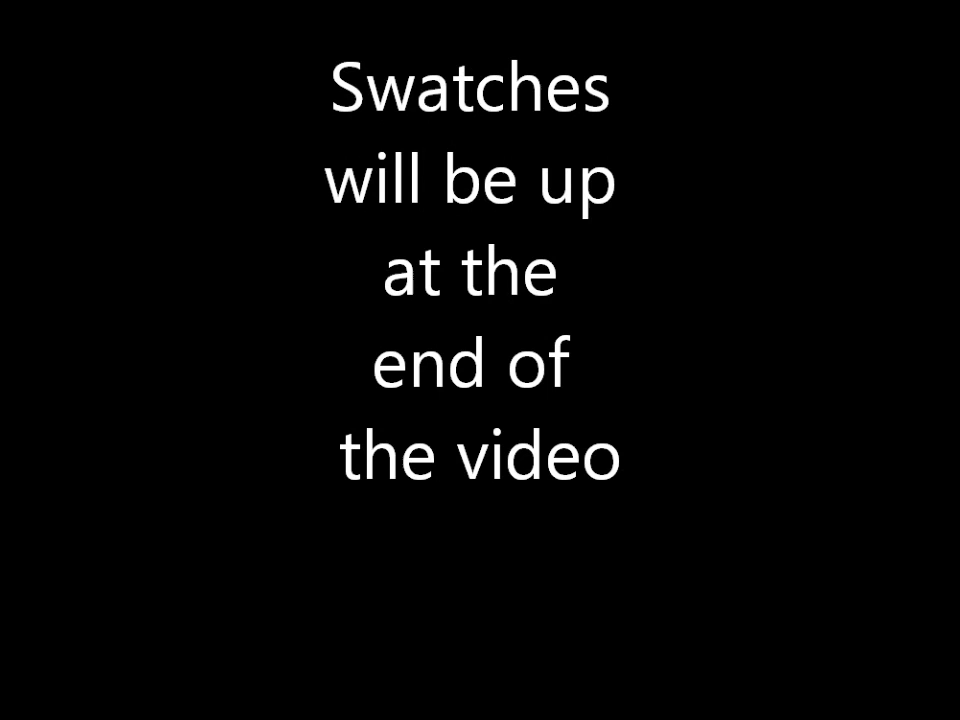 Swatches
will be up
at the
end of
the video